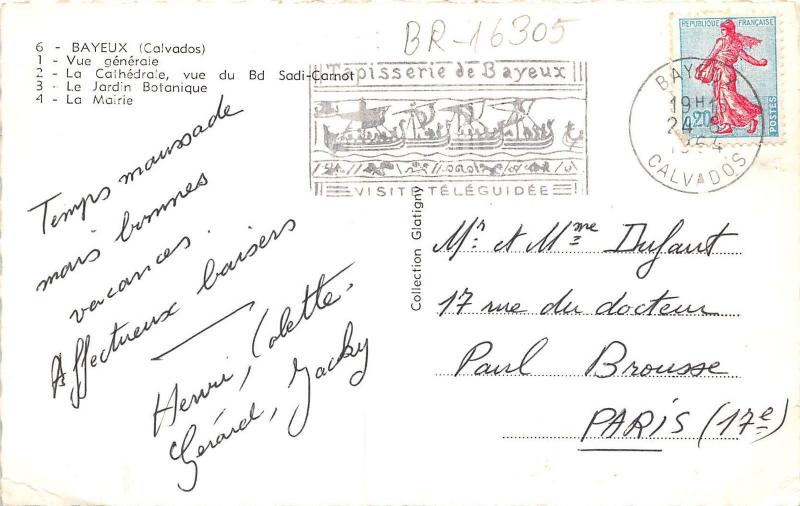 BR-16305
6 - BAYEUX (Calvados)
1 - Vue générale
2 - La Cathédrale, vue du Bd Sadi-Carnot
3 - Le Jardin Botanique
4 - La Mairie
Tapisserie de Bayeux
VISITE TÉLÉGUIDÉE
REPUBLIQUE FRANÇAISE
0,20
POSTES
19H
24
1964
CALVADOS
Temps maussade
mais bonnes
vacances.
Affectueux baisers
Henri, Colette.
Gérard, Jacky
Collection Glatigny
Mr et Mme Dufaut
17 rue du docteur
Paul Brousse
PARIS (17e)